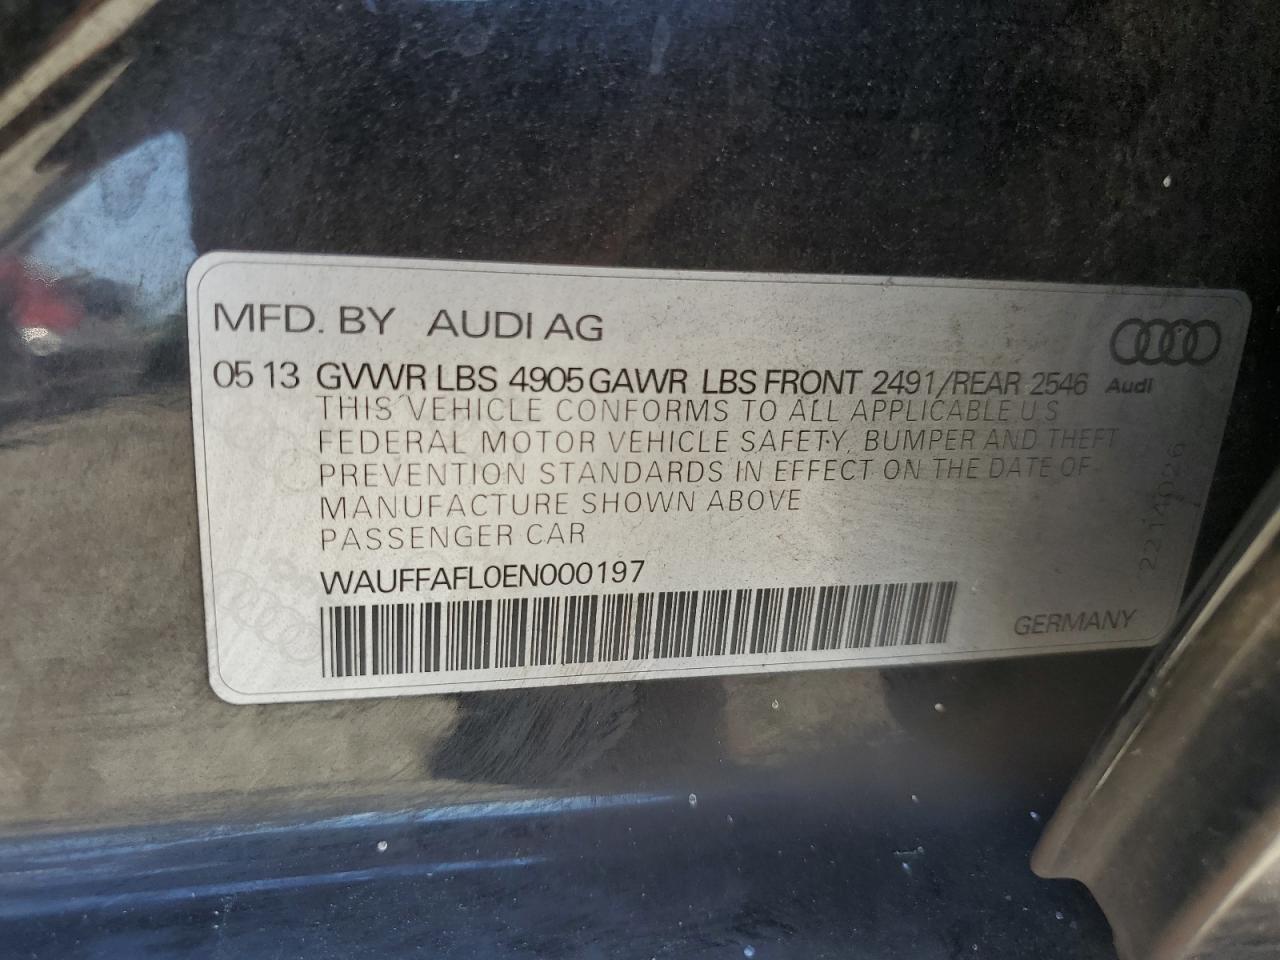 MFD. BY AUDI AG
05 13 GVWR LBS 4905 GAWR LBS FRONT 2491/REAR 2546
Audi
THIS VEHICLE CONFORMS TO ALL APPLICABLE U S
FEDERAL MOTOR VEHICLE SAFETY, BUMPER AND THEFT
PREVENTION STANDARDS IN EFFECT ON THE DATE OF
MANUFACTURE SHOWN ABOVE
PASSENGER CAR
WAUFFAFL0EN000197
GERMANY
2214026